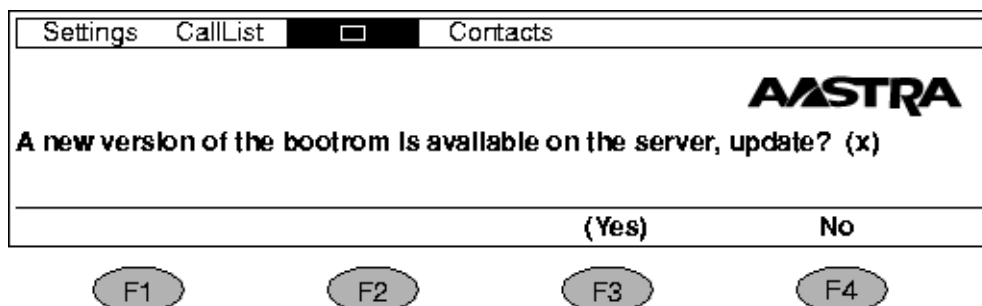 Settings CallList Contacts
AASTRA
A new version of the bootrom is available on the server, update? (x)
(Yes) No
F1 F2 F3 F4